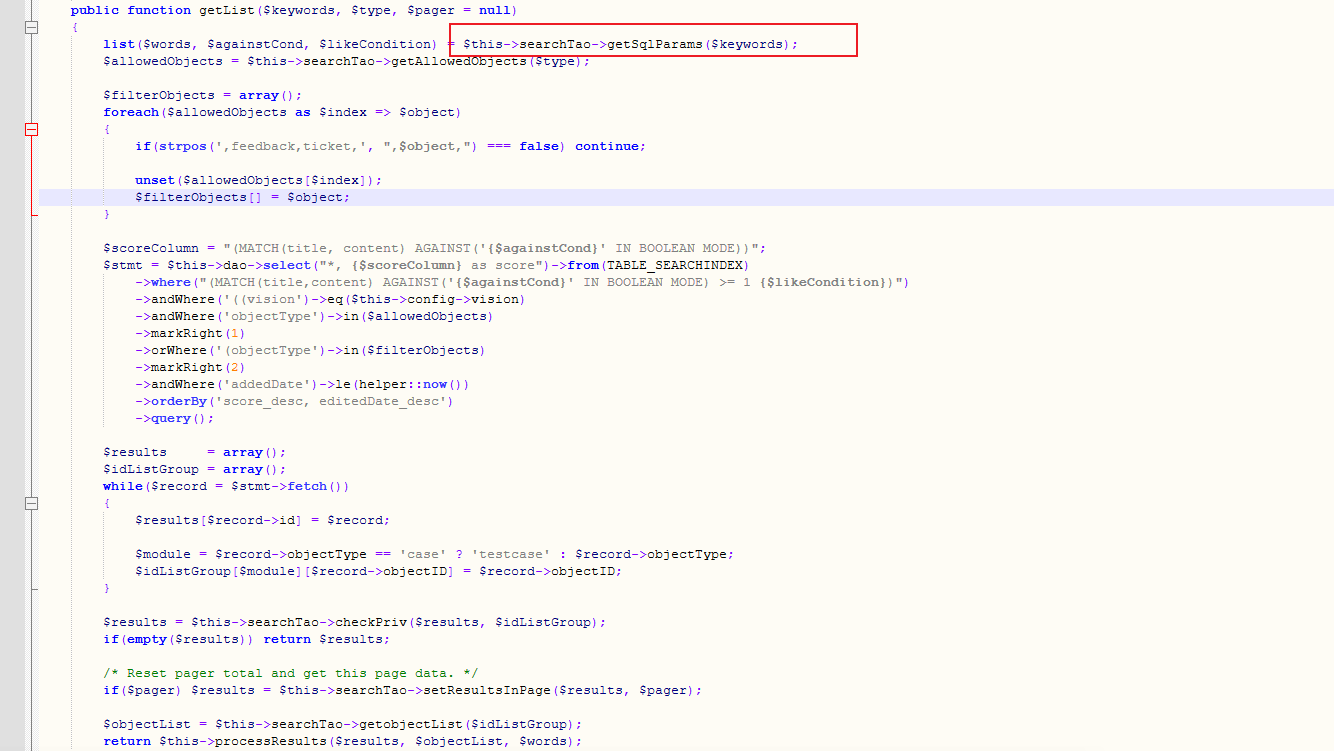 public function getList($keywords, $type, $pager = null)
{
list($words, $againstCond, $likeCondition) = $this->searchTao->getSqlParams($keywords);
$allowedObjects = $this->searchTao->getAllowedObjects($type);
$filterObjects = array();
foreach($allowedObjects as $index => $object)
{
if(strpos(',feedback,ticket,', ",$object,") === false) continue;
unset($allowedObjects[$index]);
$filterObjects[] = $object;
}
$scoreColumn = "(MATCH(title, content) AGAINST('{$againstCond}' IN BOOLEAN MODE))";
$stmt = $this->dao->select("*, {$scoreColumn} as score")->from(TABLE_SEARCHINDEX)
->where("(MATCH(title,content) AGAINST('{$againstCond}' IN BOOLEAN MODE) >= 1 {$likeCondition})")
->andWhere('((vision')->eq($this->config->vision)
->andWhere('objectType')->in($allowedObjects)
->markRight(1)
->orWhere('(objectType')->in($filterObjects)
->markRight(2)
->andWhere('addedDate')->le(helper::now())
->orderBy('score_desc, editedDate_desc')
->query();
$results     = array();
$idListGroup = array();
while($record = $stmt->fetch())
{
$results[$record->id] = $record;
$module = $record->objectType == 'case' ? 'testcase' : $record->objectType;
$idListGroup[$module][$record->objectID] = $record->objectID;
}
$results = $this->searchTao->checkPriv($results, $idListGroup);
if(empty($results)) return $results;
/* Reset pager total and get this page data. */
if($pager) $results = $this->searchTao->setResultsInPage($results, $pager);
$objectList = $this->searchTao->getobjectList($idListGroup);
return $this->processResults($results, $objectList, $words);